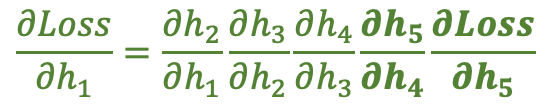 ∂Loss/∂h₁ = ∂h₂/∂h₁ ∂h₃/∂h₂ ∂h₄/∂h₃ ∂h₅/∂h₄ ∂Loss/∂h₅